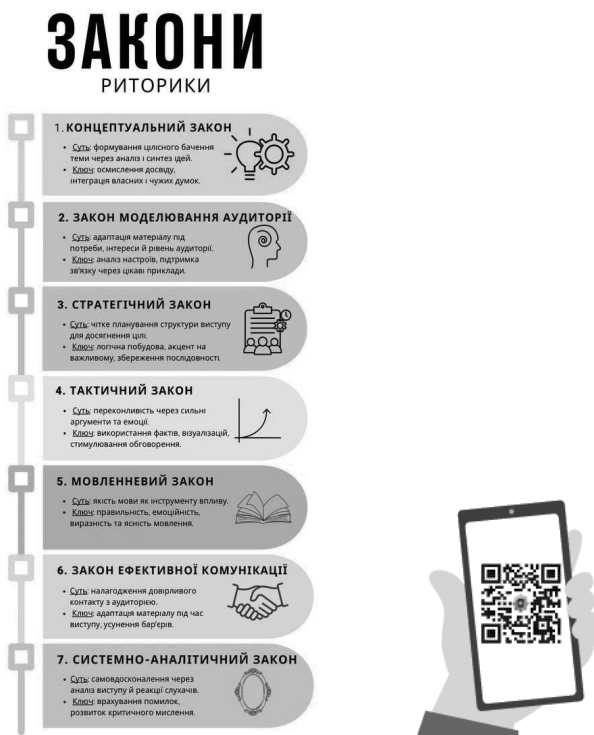 ЗАКОНИ
РИТОРИКИ
1. КОНЦЕПТУАЛЬНИЙ ЗАКОН
• Суть: формування цілісного бачення
теми через аналіз і синтез ідей.
• Ключ: осмислення досвіду,
інтеграція власних і чужих думок.
2. ЗАКОН МОДЕЛЮВАННЯ АУДИТОРІЇ
• Суть: адаптація матеріалу під
потреби, інтереси й рівень аудиторії.
• Ключ: аналіз настроїв, підтримка
зв'язку через цікаві приклади.
3. СТРАТЕГІЧНИЙ ЗАКОН
• Суть: чітке планування структури виступу
для досягнення цілі.
• Ключ: логічна побудова, акцент на
важливому, збереження послідовності.
4. ТАКТИЧНИЙ ЗАКОН
• Суть: переконливість через сильні
аргументи та емоції.
• Ключ: використання фактів, візуалізацій,
стимулювання обговорення.
5. МОВЛЕННЕВИЙ ЗАКОН
• Суть: якість мови як інструменту впливу.
• Ключ: правильність, емоційність,
виразність та ясність мовлення.
6. ЗАКОН ЕФЕКТИВНОЇ КОМУНІКАЦІЇ
• Суть: налагодження довірливого
контакту з аудиторією.
• Ключ: адаптація матеріалу під час
виступу, усунення бар'єрів.
7. СИСТЕМНО-АНАЛІТИЧНИЙ ЗАКОН
• Суть: самовдосконалення через
аналіз виступу й реакції слухачів.
• Ключ: врахування помилок,
розвиток критичного мислення.